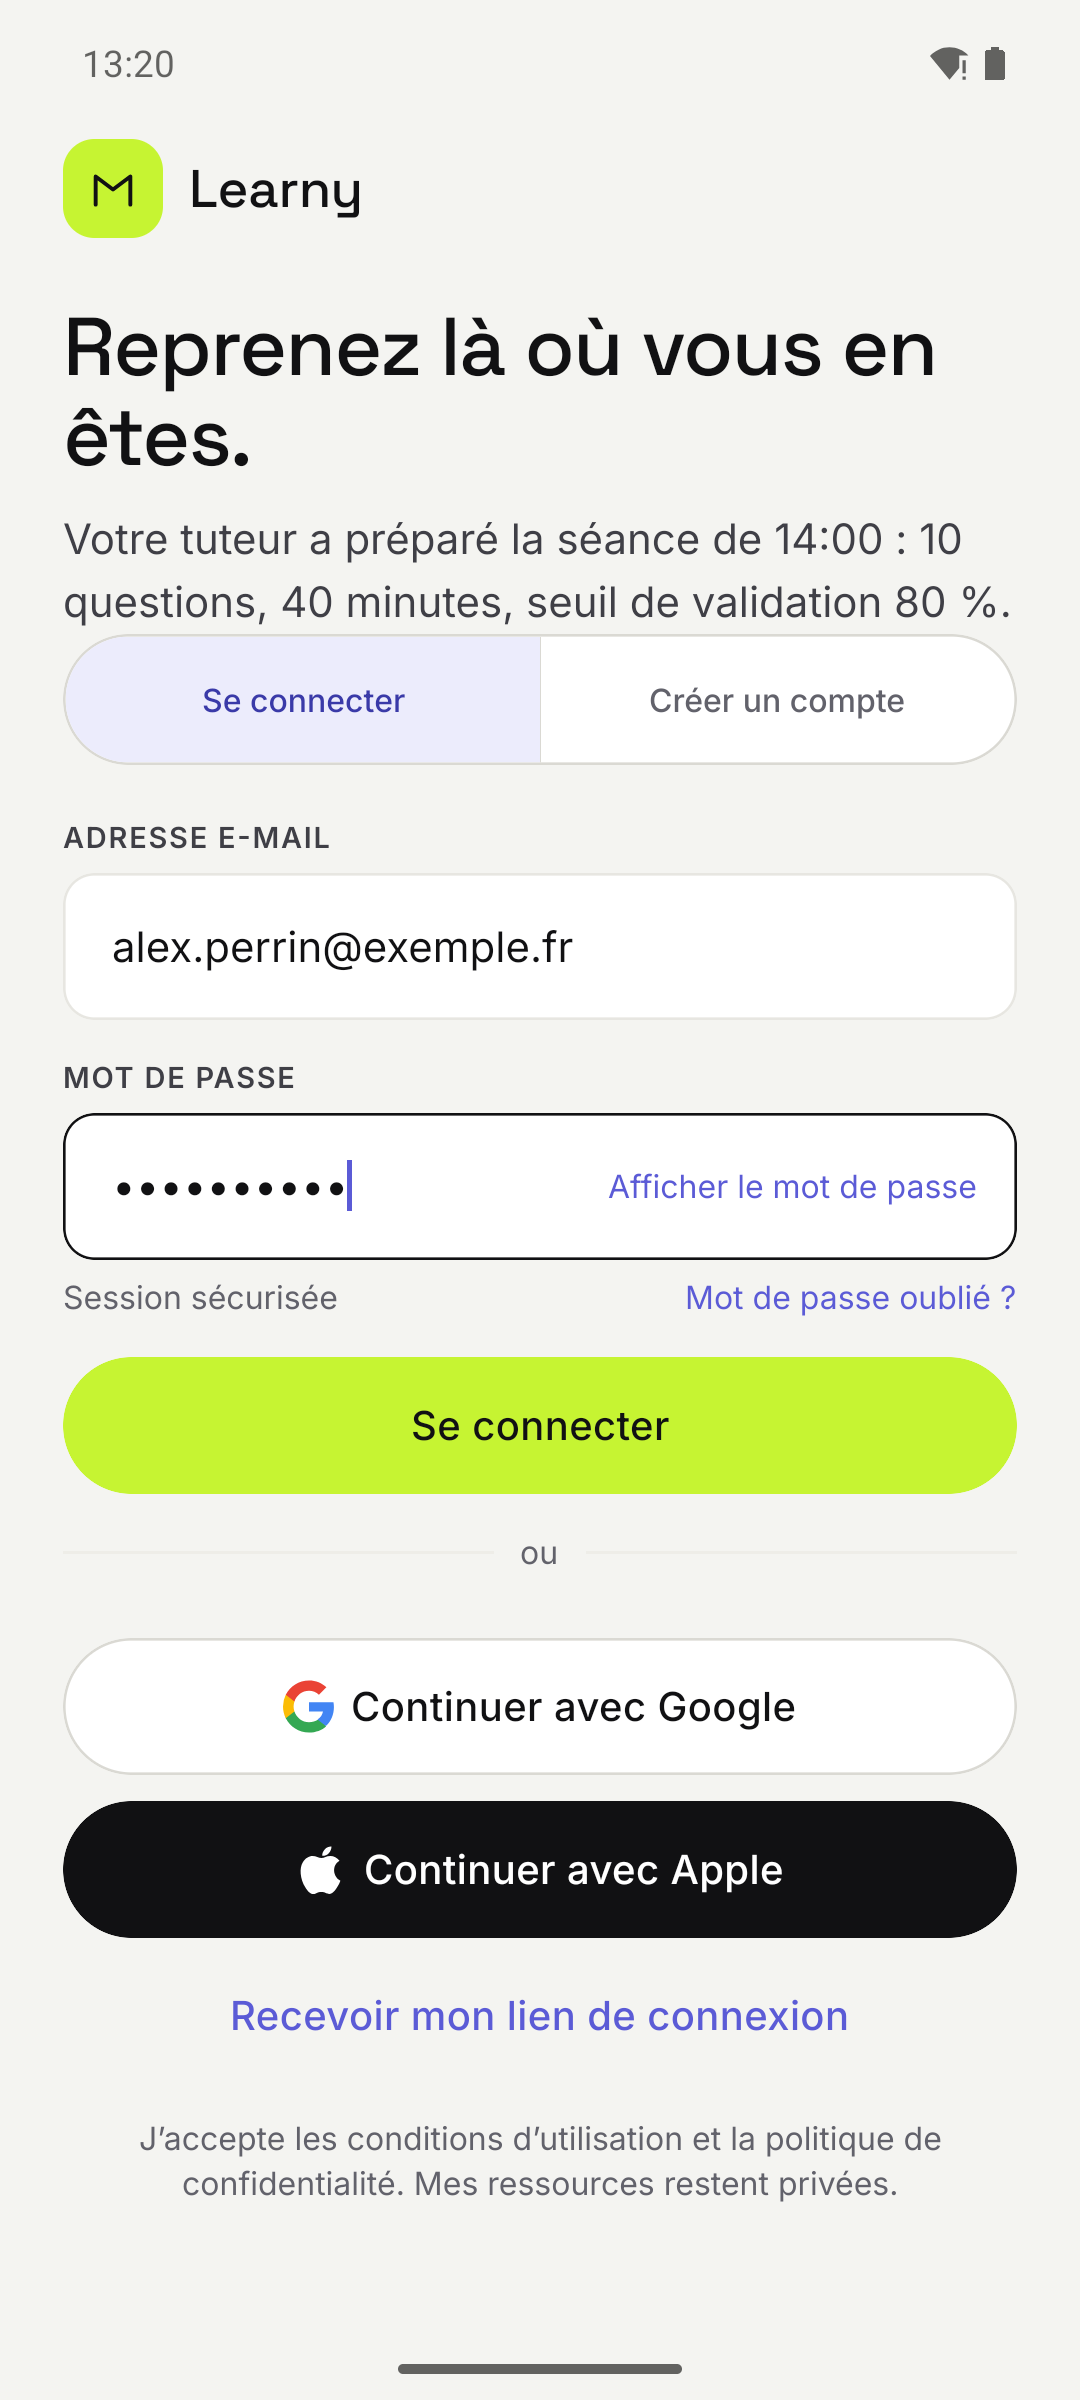 13:20
Learny
Reprenez là où vous en
êtes.
Votre tuteur a préparé la séance de 14:00 : 10
questions, 40 minutes, seuil de validation 80 %.
Se connecter
Créer un compte
ADRESSE E-MAIL
alex.perrin@exemple.fr
MOT DE PASSE
••••••••••
Afficher le mot de passe
Session sécurisée
Mot de passe oublié ?
Se connecter
ou
Continuer avec Google
Continuer avec Apple
Recevoir mon lien de connexion
J’accepte les conditions d’utilisation et la politique de
confidentialité. Mes ressources restent privées.